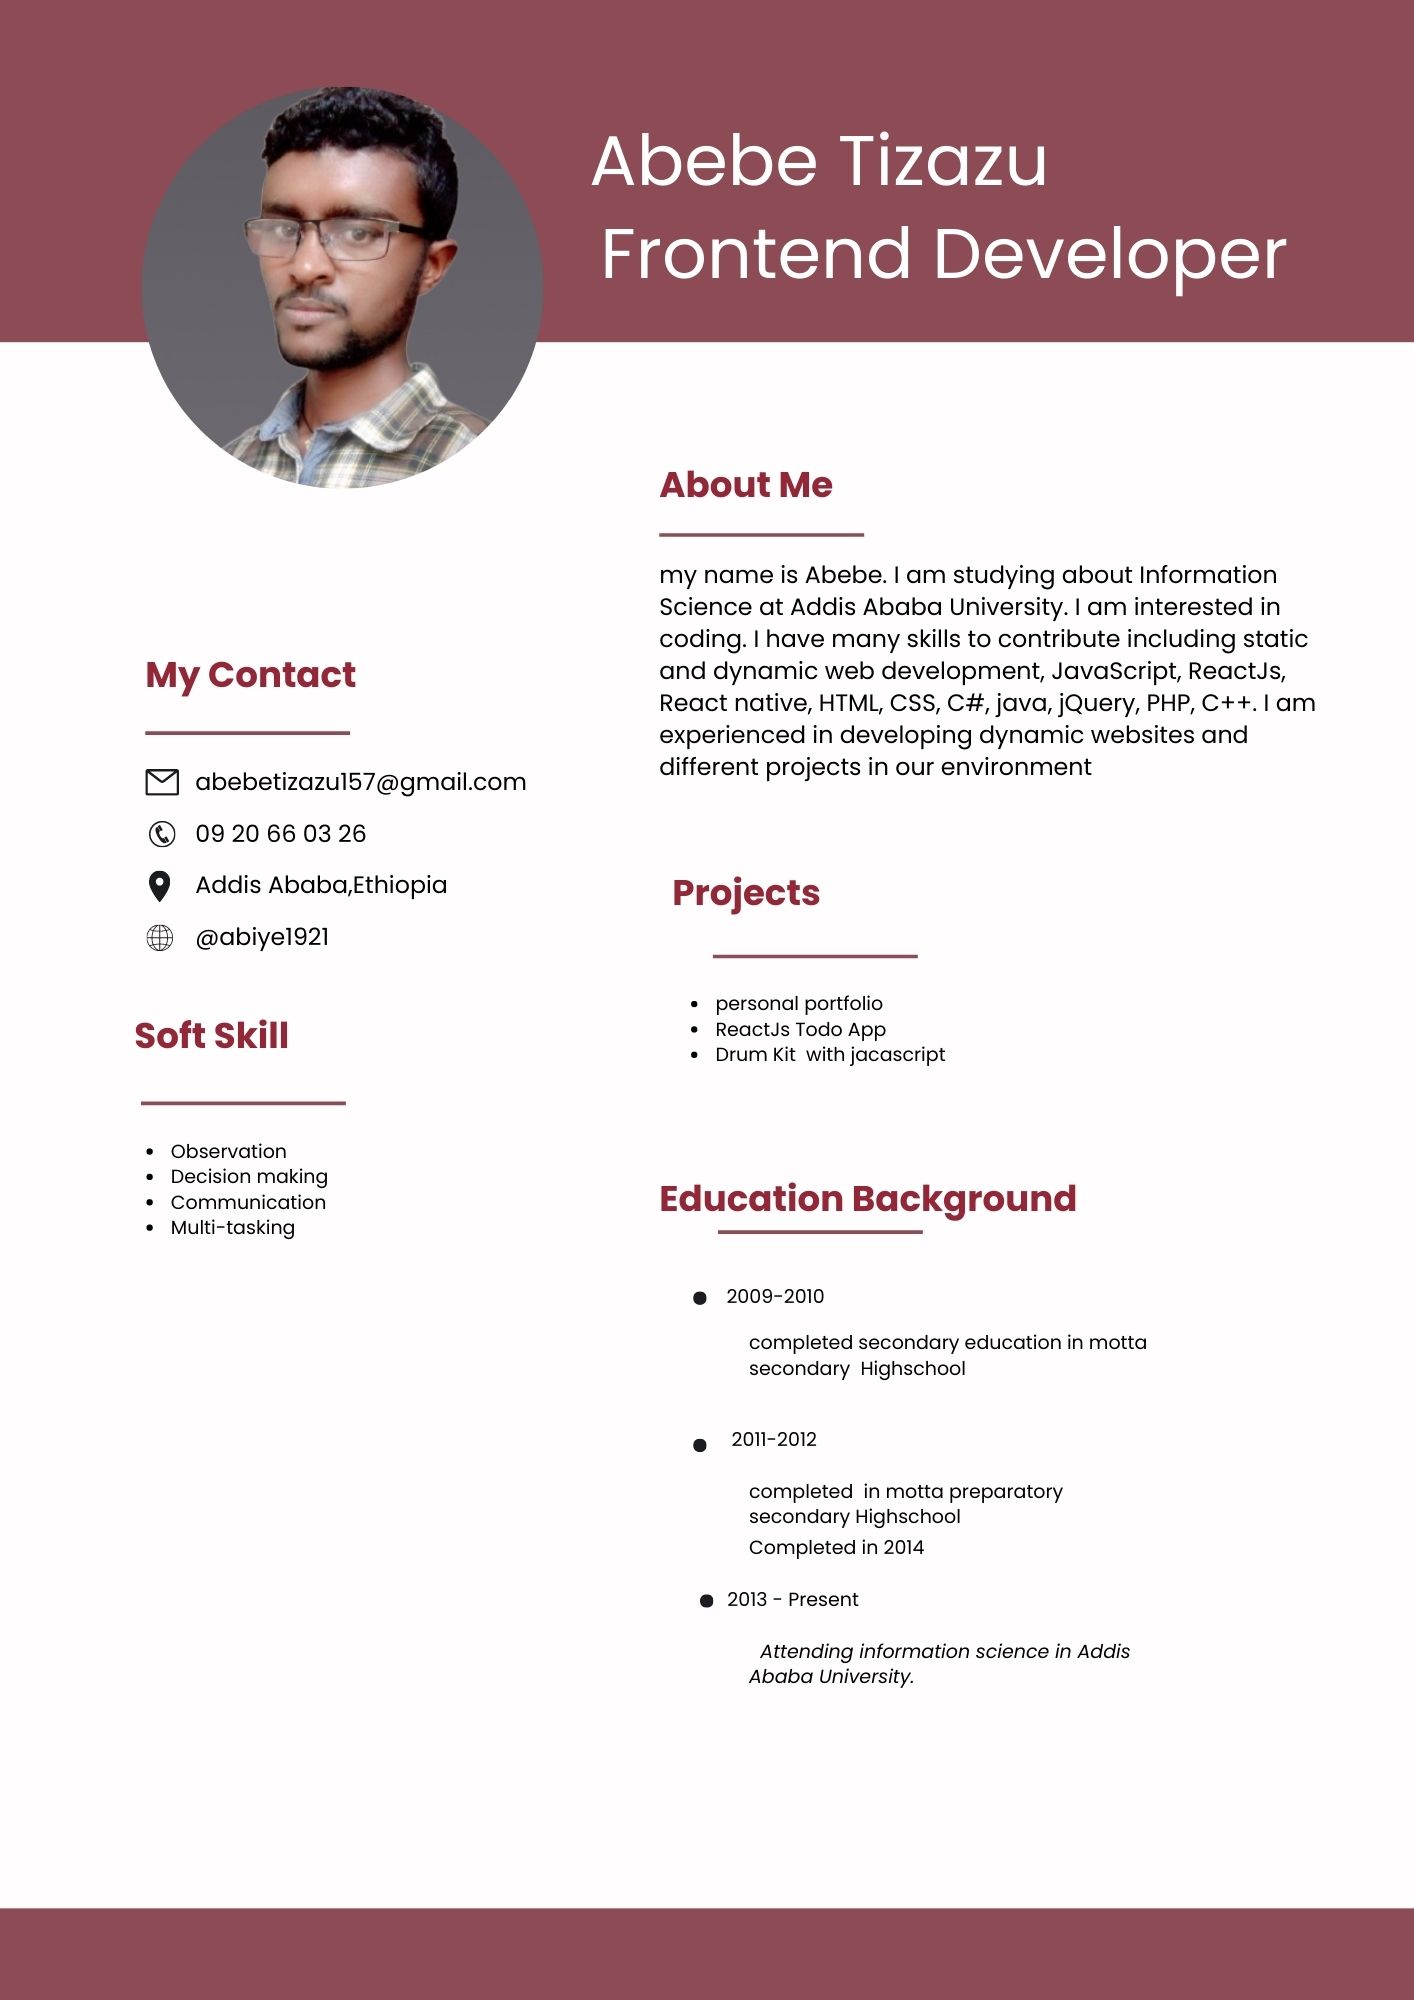 Abebe Tizazu
Frontend Developer
My Contact
abebetizazu157@gmail.com
09 20 66 03 26
Addis Ababa,Ethiopia
@abiye1921
Soft Skill
Observation
Decision making
Communication
Multi-tasking
About Me
my name is Abebe. I am studying about Information
Science at Addis Ababa University. I am interested in
coding. I have many skills to contribute including static
and dynamic web development, JavaScript, ReactJs,
React native, HTML, CSS, C#, java, jQuery, PHP, C++. I am
experienced in developing dynamic websites and
different projects in our environment
Projects
personal portfolio
ReactJs Todo App
Drum Kit with jacascript
Education Background
2009-2010
completed secondary education in motta
secondary Highschool
2011-2012
completed in motta preparatory
secondary Highschool
Completed in 2014
2013 - Present
Attending information science in Addis
Ababa University.